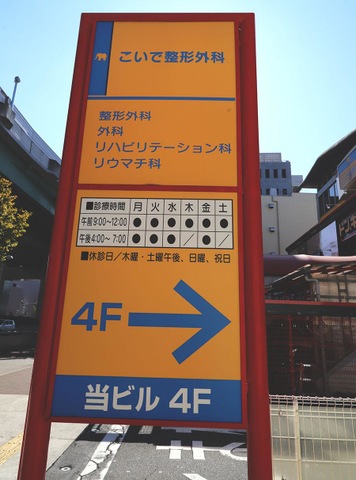 こいで整形外科
整形外科
外科
リハビリテーション科
リウマチ科
■診療時間 月 火 水 木 金 土
午前9:00~12:00 ● ● ● ● ● ●
午後4:00~7:00 ● ● ● / ● /
■休診日/木曜・土曜午後、日曜、祝日
4F →
当ビル 4F